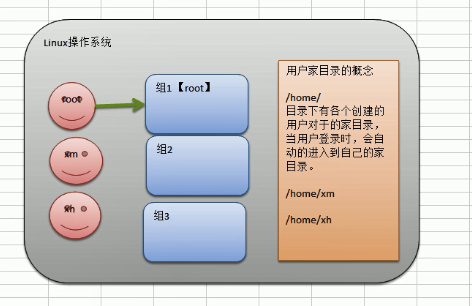 Linux操作系统
root
组1【root】
xm
组2
xh
组3
用户家目录的概念
/home/
目录下有各个创建的
用户对于的家目录，
当用户登录时，会自
动的进入到自己的家
目录。
/home/xm
/home/xh